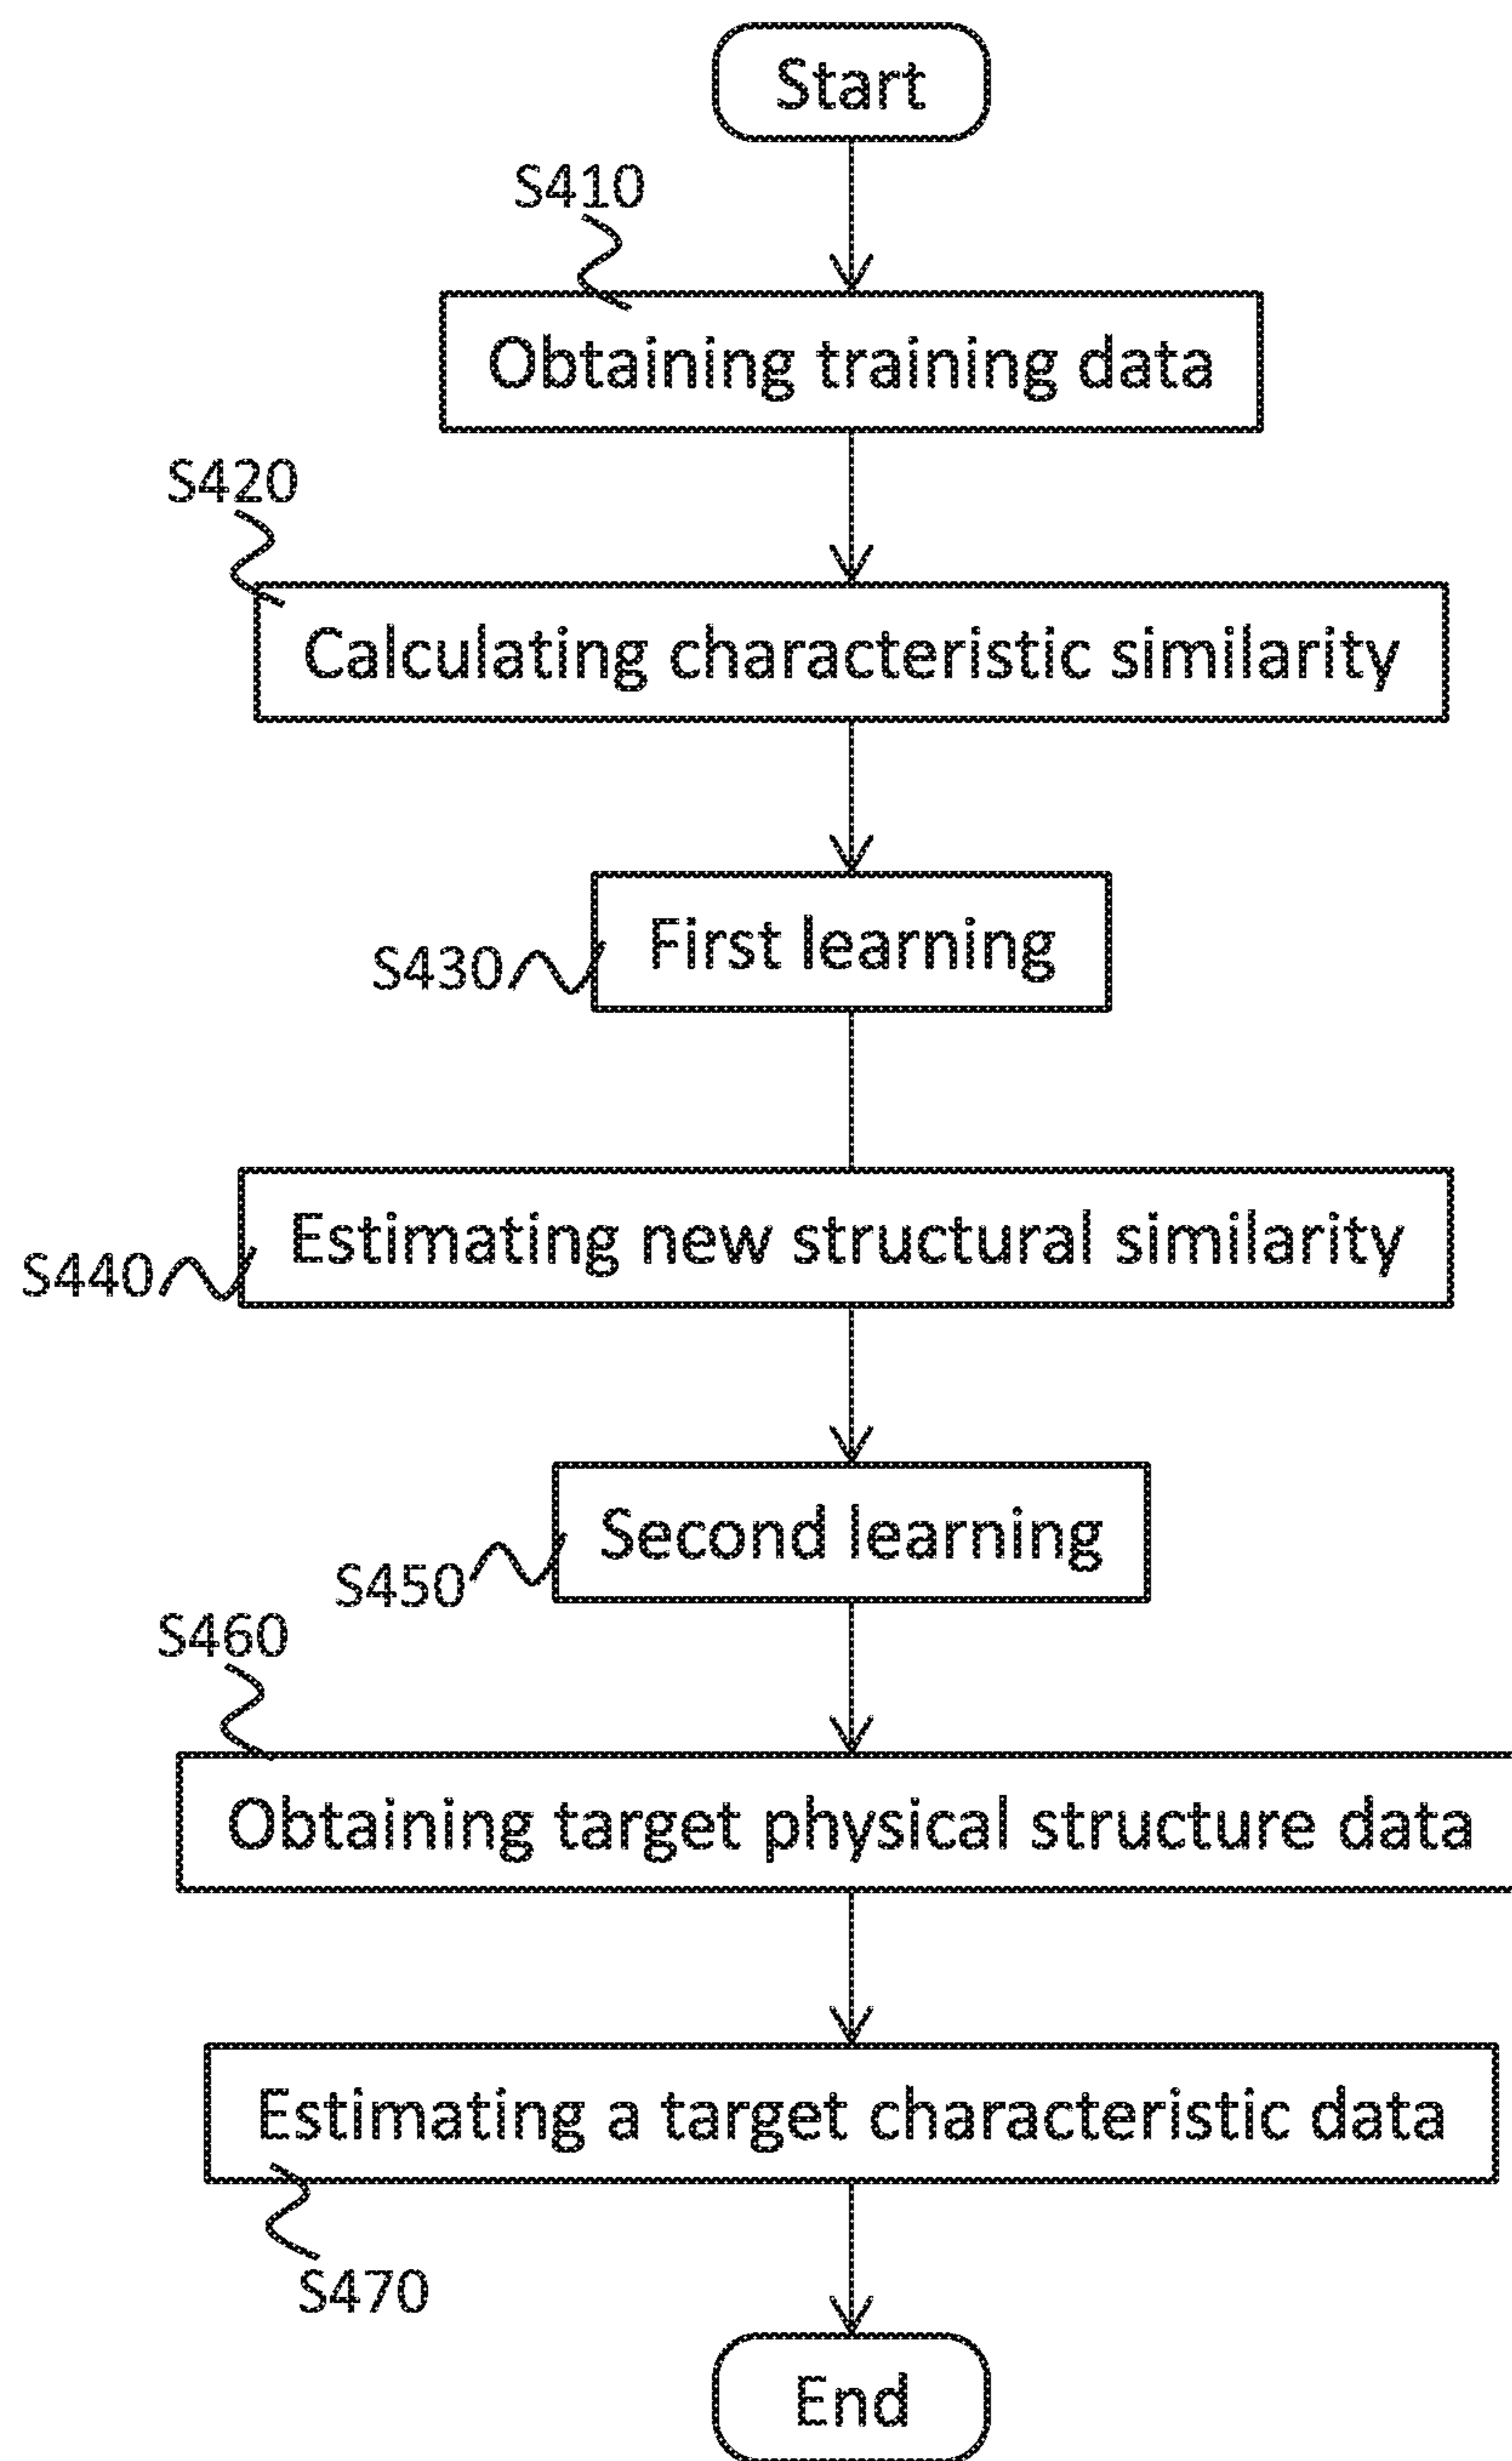 Start
S410
Obtaining training data
S420
Calculating characteristic similarity
First learning
S430
Estimating new structural similarity
S440
Second learning
S450
S460
Obtaining target physical structure data
Estimating a target characteristic data
S470
End